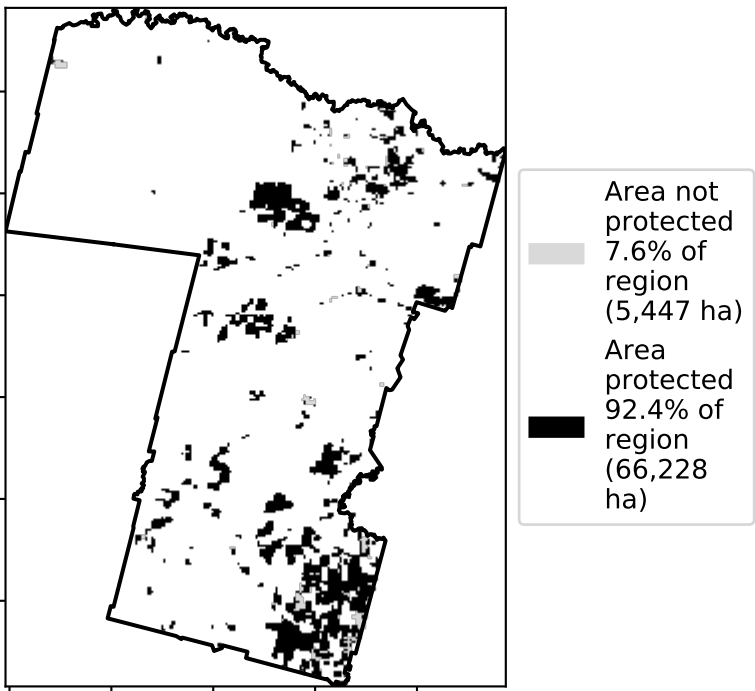 Area not
protected
7.6% of
region
(5,447 ha)
Area
protected
92.4% of
region
(66,228
ha)